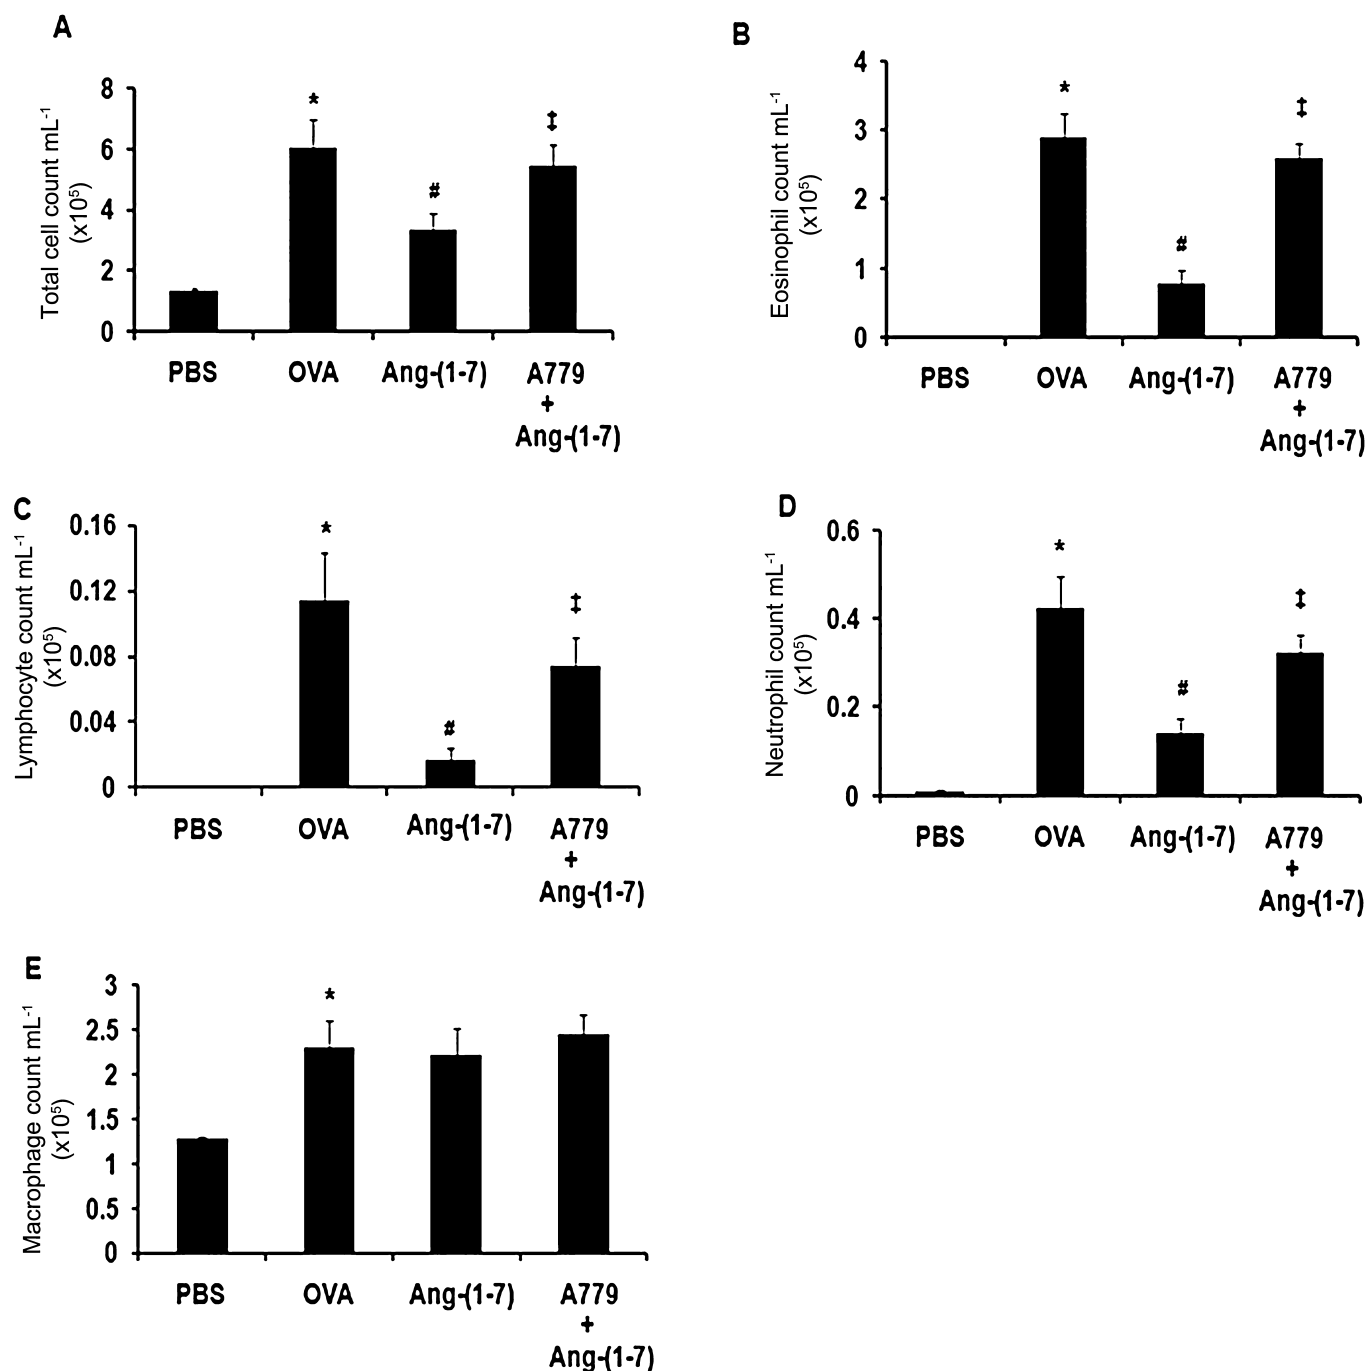 A
Total cell count mL⁻¹
(x10⁵)
8
6
4
2
0
*
#
‡
PBS OVA Ang-(1-7) A779
+
Ang-(1-7)
B
Eosinophil count mL⁻¹
(x10⁵)
4
3
2
1
0
*
#
‡
PBS OVA Ang-(1-7) A779
+
Ang-(1-7)
C
Lymphocyte count mL⁻¹
(x10⁵)
0.16
0.12
0.08
0.04
0
*
#
‡
PBS OVA Ang-(1-7) A779
+
Ang-(1-7)
D
Neutrophil count mL⁻¹
(x10⁵)
0.6
0.4
0.2
0
*
#
‡
PBS OVA Ang-(1-7) A779
+
Ang-(1-7)
E
Macrophage count mL⁻¹
(x10⁵)
3
2.5
2
1.5
1
0.5
0
*
PBS OVA Ang-(1-7) A779
+
Ang-(1-7)